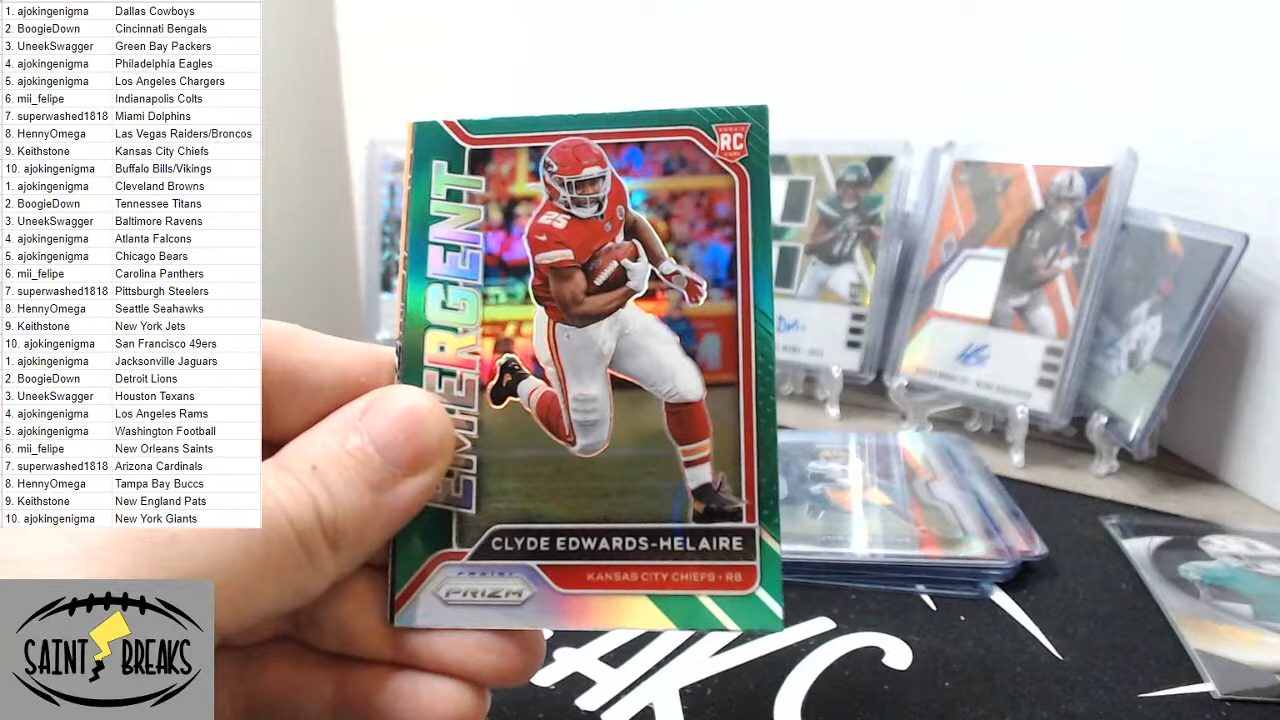 1. ajokingenigma Dallas Cowboys
2. BoogieDown Cincinnati Bengals
3. UneekSwagger Green Bay Packers
4. ajokingenigma Philadelphia Eagles
5. ajokingenigma Los Angeles Chargers
6. mii_felipe Indianapolis Colts
7. superwashed1818 Miami Dolphins
8. HennyOmega Las Vegas Raiders/Broncos
9. Keithstone Kansas City Chiefs
10. ajokingenigma Buffalo Bills/Vikings
1. ajokingenigma Cleveland Browns
2. BoogieDown Tennessee Titans
3. UneekSwagger Baltimore Ravens
4. ajokingenigma Atlanta Falcons
5. ajokingenigma Chicago Bears
6. mii_felipe Carolina Panthers
7. superwashed1818 Pittsburgh Steelers
8. HennyOmega Seattle Seahawks
9. Keithstone New York Jets
10. ajokingenigma San Francisco 49ers
1. ajokingenigma Jacksonville Jaguars
2. BoogieDown Detroit Lions
3. UneekSwagger Houston Texans
4. ajokingenigma Los Angeles Rams
5. ajokingenigma Washington Football
6. mii_felipe New Orleans Saints
7. superwashed1818 Arizona Cardinals
8. HennyOmega Tampa Bay Buccs
9. Keithstone New England Pats
10. ajokingenigma New York Giants
SAINT BREAKS
EMERGENT
RC
25
CLYDE EDWARDS-HELAIRE
KANSAS CITY CHIEFS • RB
PANINI
PRIZM